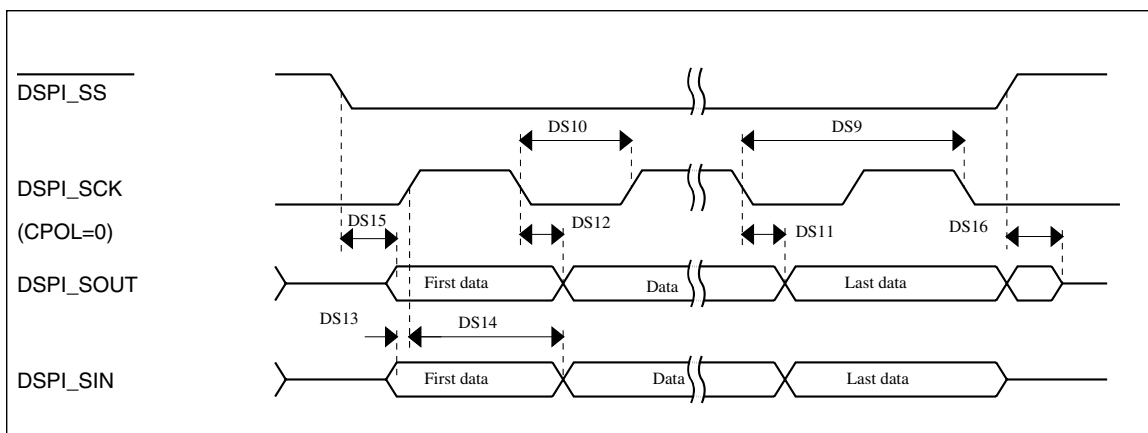 DSPI_SS
DS10
DS9
DSPI_SCK
DS15
DS12
DS11
DS16
(CPOL=0)
DSPI_SOUT
First data
Data
Last data
DS13
DS14
DSPI_SIN
First data
Data
Last data